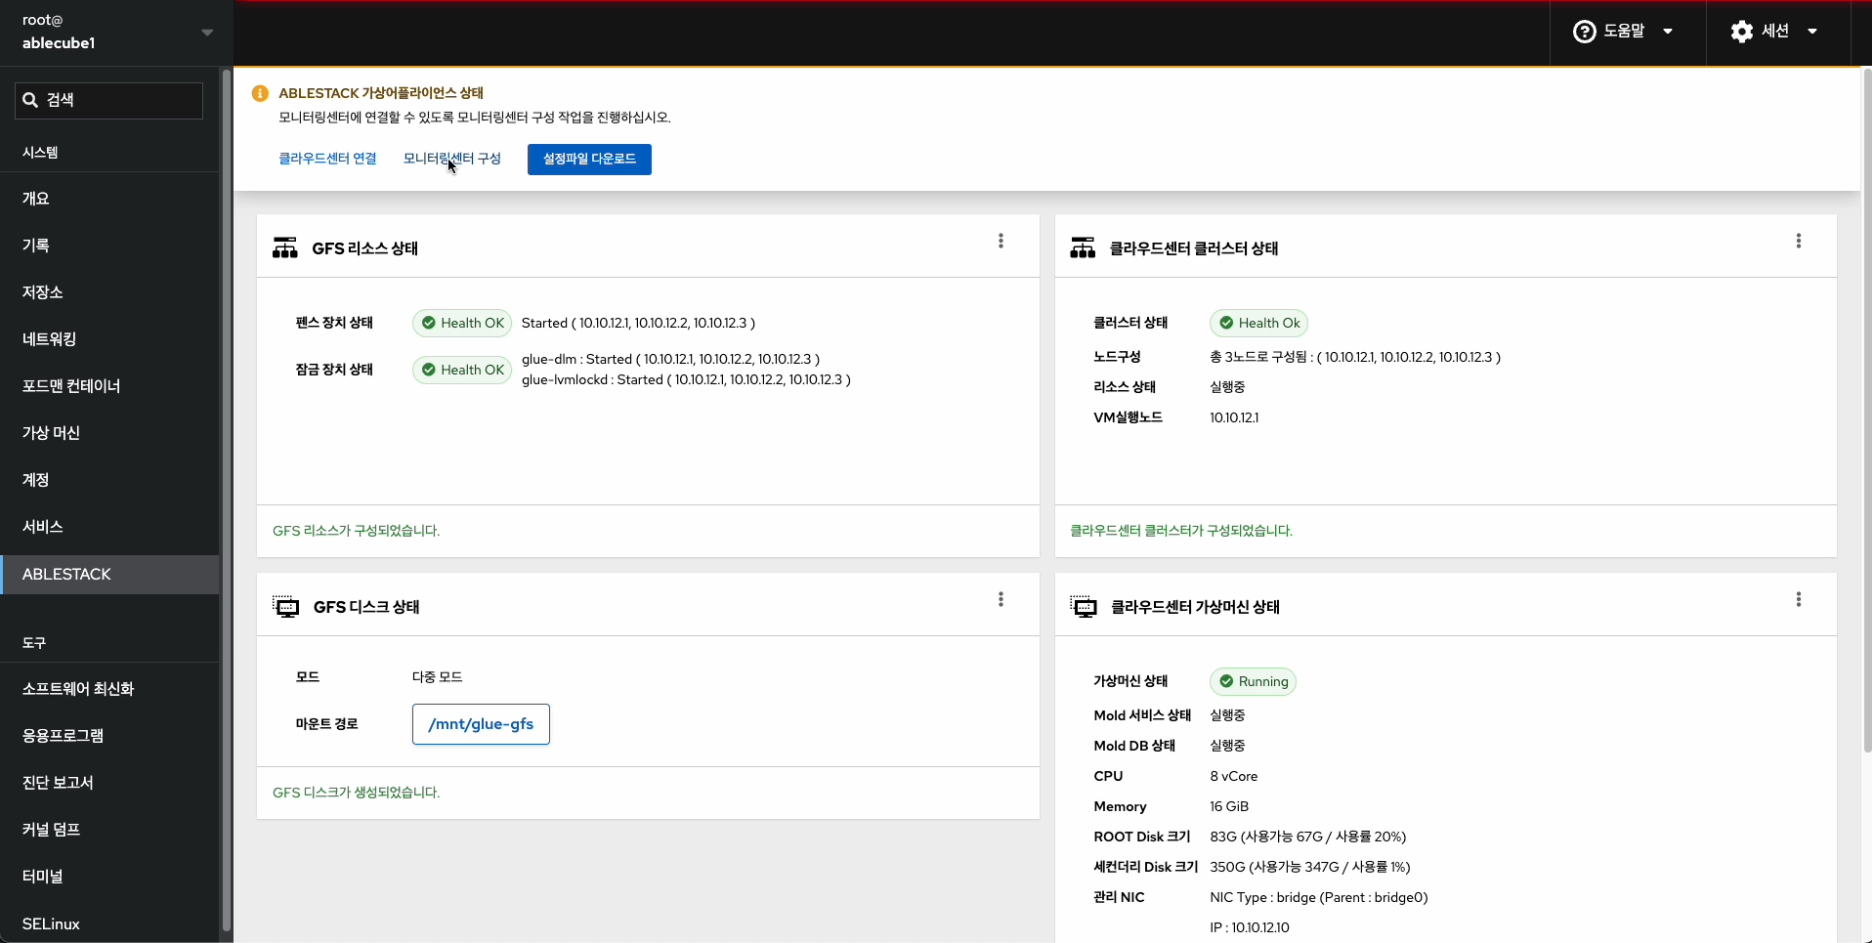 root@
ablecube1
도움말
세션
검색
시스템
개요
기록
저장소
네트워킹
포드맨 컨테이너
가상 머신
계정
서비스
ABLESTACK
도구
소프트웨어 최신화
응용프로그램
진단 보고서
커널 덤프
터미널
SELinux
ABLESTACK 가상어플라이언스 상태
모니터링센터에 연결할 수 있도록 모니터링센터 구성 작업을 진행하십시오.
클라우드센터 연결 모니터링센터 구성 설정파일 다운로드
GFS 리소스 상태
펜스 장치 상태 Health OK Started ( 10.10.12.1, 10.10.12.2, 10.10.12.3 )
잠금 장치 상태 Health OK glue-dlm : Started ( 10.10.12.1, 10.10.12.2, 10.10.12.3 )
glue-lvmlockd : Started ( 10.10.12.1, 10.10.12.2, 10.10.12.3 )
GFS 리소스가 구성되었습니다.
클라우드센터 클러스터 상태
클러스터 상태 Health Ok
노드구성 총 3노드로 구성됨 : ( 10.10.12.1, 10.10.12.2, 10.10.12.3 )
리소스 상태 실행중
VM실행노드 10.10.12.1
클라우드센터 클러스터가 구성되었습니다.
GFS 디스크 상태
모드 다중 모드
마운트 경로 /mnt/glue-gfs
GFS 디스크가 생성되었습니다.
클라우드센터 가상머신 상태
가상머신 상태 Running
Mold 서비스 상태 실행중
Mold DB 상태 실행중
CPU 8 vCore
Memory 16 GiB
ROOT Disk 크기 83G (사용가능 67G / 사용률 20%)
세컨더리 Disk 크기 350G (사용가능 347G / 사용률 1%)
관리 NIC NIC Type : bridge (Parent : bridge0)
IP : 10.10.12.10